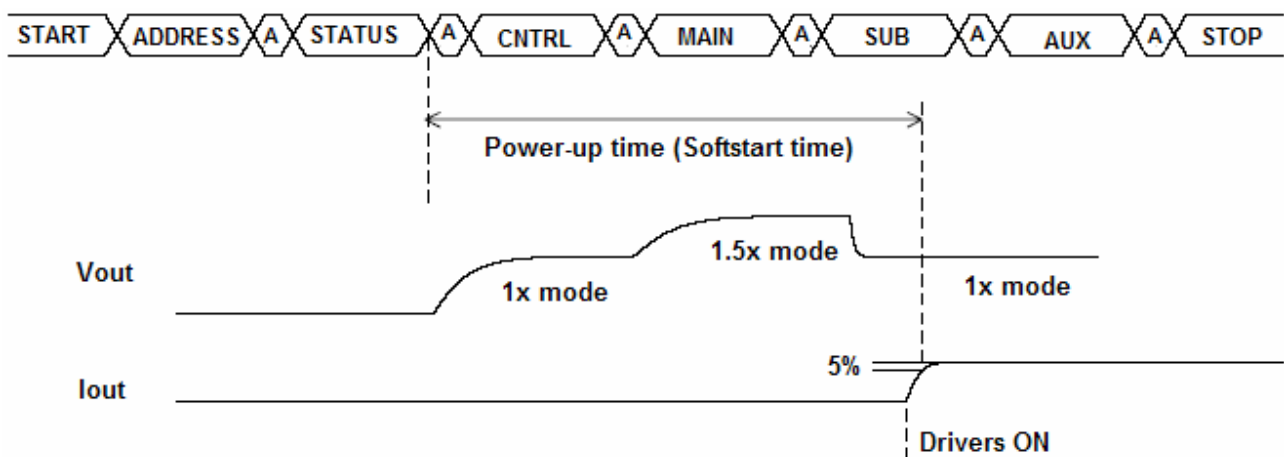 START ADDRESS A STATUS A CNTRL A MAIN A SUB A AUX A STOP
Power-up time (Softstart time)
1.5x mode
Vout
1x mode
1x mode
5%
Iout
Drivers ON